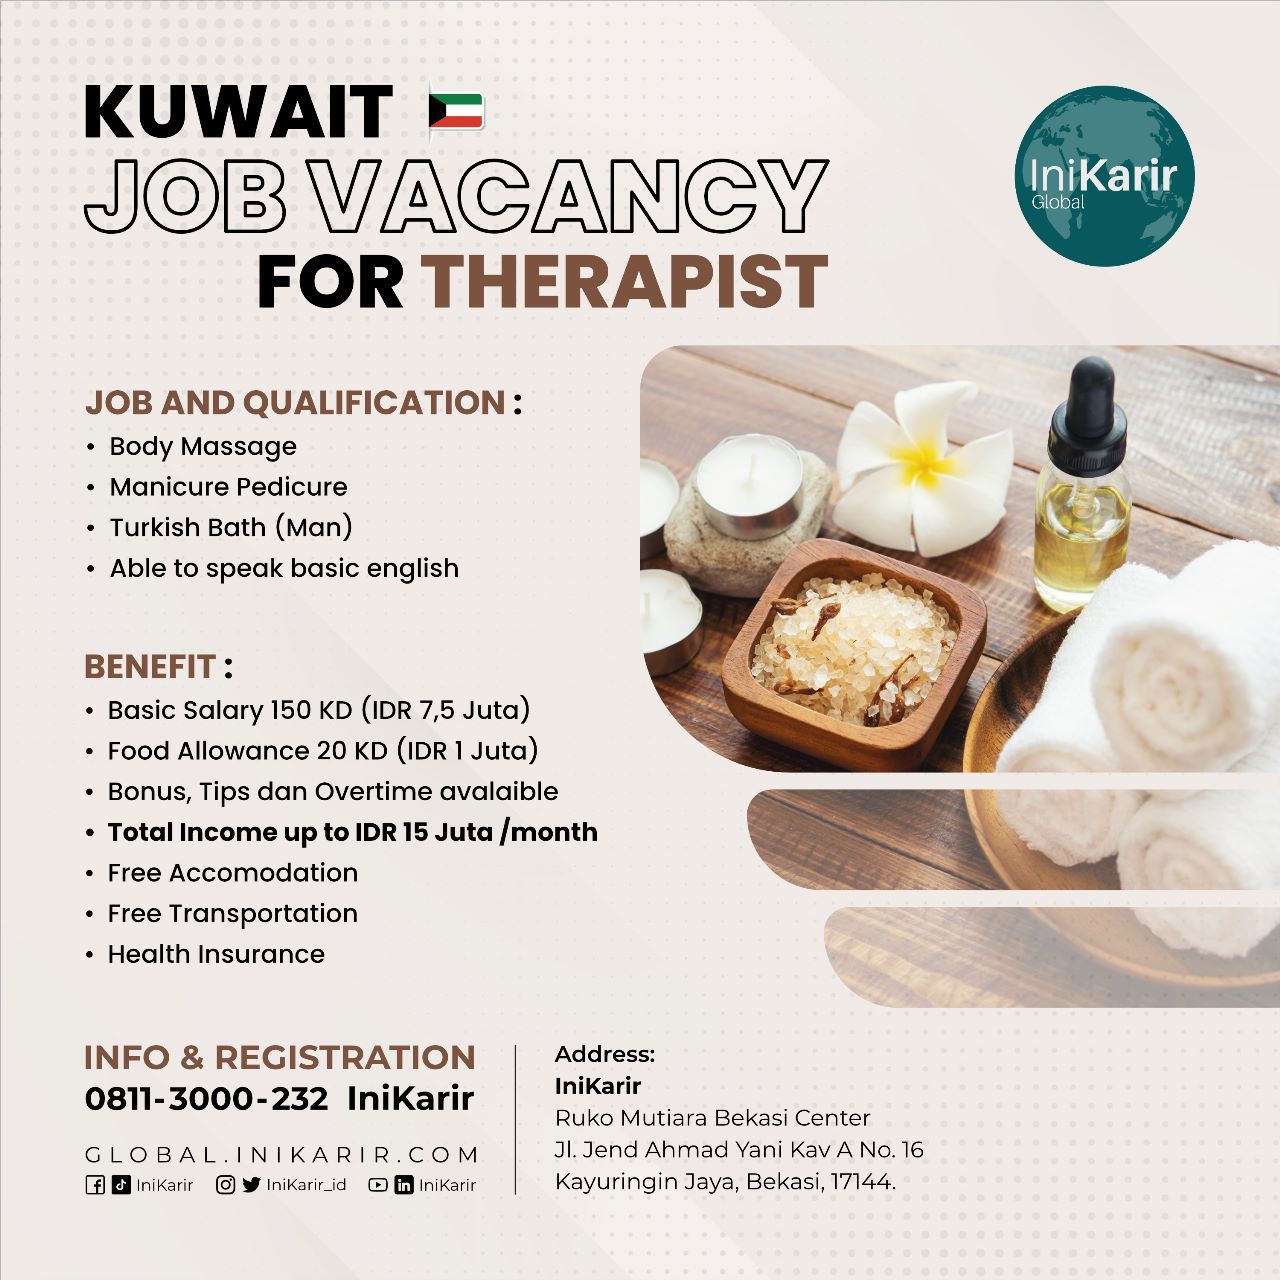 KUWAIT
JOB VACANCY
FOR THERAPIST
IniKarir
Global
JOB AND QUALIFICATION :
• Body Massage
• Manicure Pedicure
• Turkish Bath (Man)
• Able to speak basic english
BENEFIT :
• Basic Salary 150 KD (IDR 7,5 Juta)
• Food Allowance 20 KD (IDR 1 Juta)
• Bonus, Tips dan Overtime avalaible
• Total Income up to IDR 15 Juta /month
• Free Accomodation
• Free Transportation
• Health Insurance
INFO & REGISTRATION
0811-3000-232 IniKarir
GLOBAL.INIKARIR.COM
IniKarir IniKarir_id IniKarir
Address:
IniKarir
Ruko Mutiara Bekasi Center
Jl. Jend Ahmad Yani Kav A No. 16
Kayuringin Jaya, Bekasi, 17144.